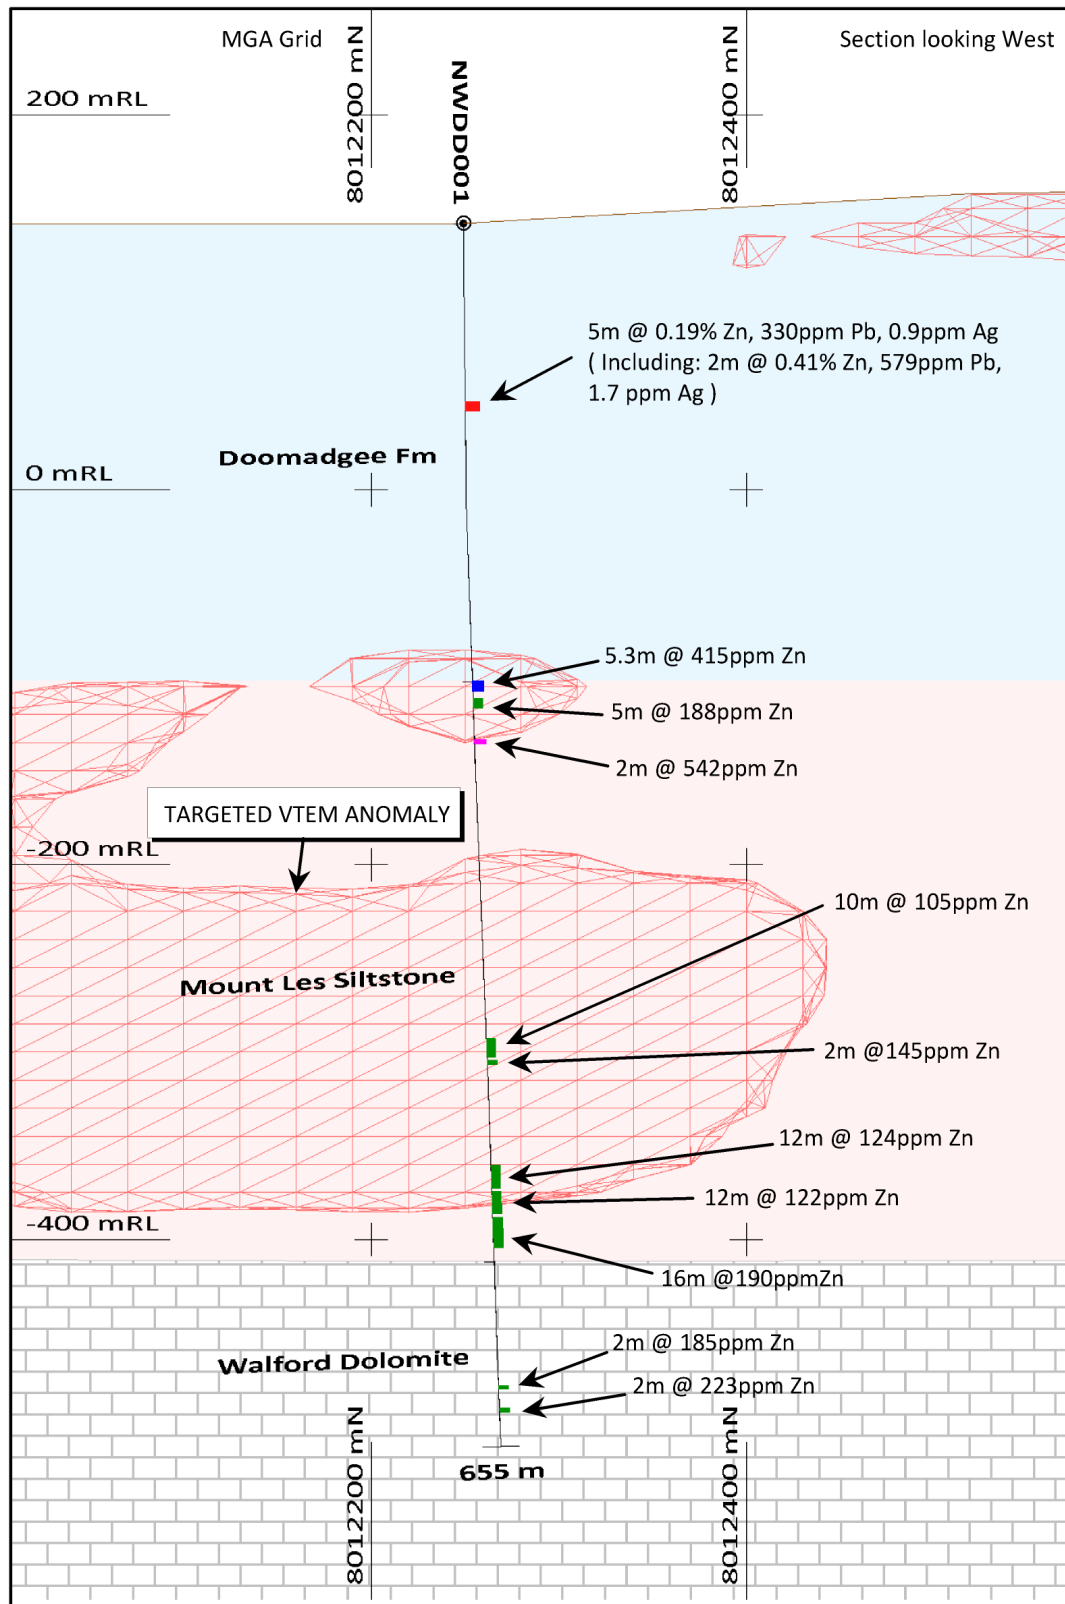 MGA Grid
8012200 mN
NWDD001
8012400 mN
Section looking West
200 mRL
5m @ 0.19% Zn, 330ppm Pb, 0.9ppm Ag
( Including: 2m @ 0.41% Zn, 579ppm Pb,
1.7 ppm Ag )
Doomadgee Fm
0 mRL
5.3m @ 415ppm Zn
5m @ 188ppm Zn
2m @ 542ppm Zn
TARGETED VTEM ANOMALY
-200 mRL
10m @ 105ppm Zn
Mount Les Siltstone
2m @145ppm Zn
12m @ 124ppm Zn
12m @ 122ppm Zn
-400 mRL
16m @190ppmZn
2m @ 185ppm Zn
Walford Dolomite
2m @ 223ppm Zn
655 m
8012200 mN
8012400 mN